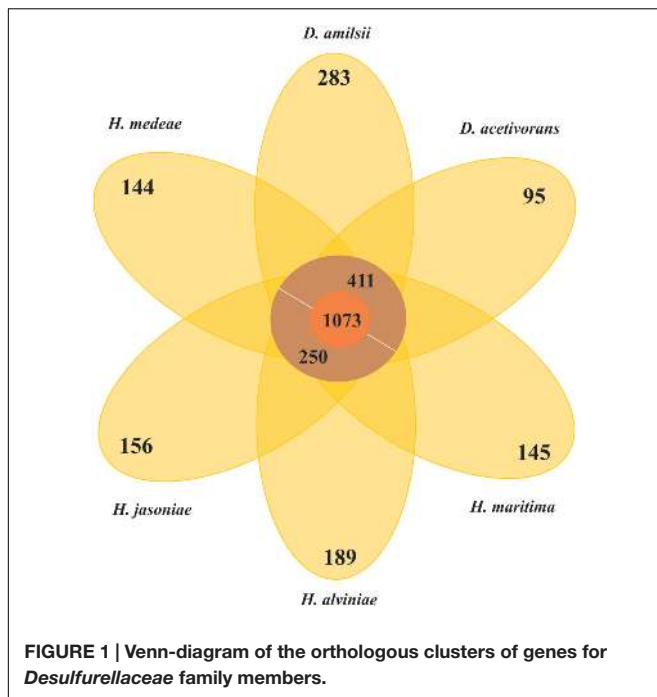 D. amilsii
283
H. medeae
D. acetivorans
144
95
411
1073
250
156
145
H. jasoniae
H. maritima
189
H. alviniae
FIGURE 1 | Venn-diagram of the orthologous clusters of genes for
Desulfurellaceae family members.